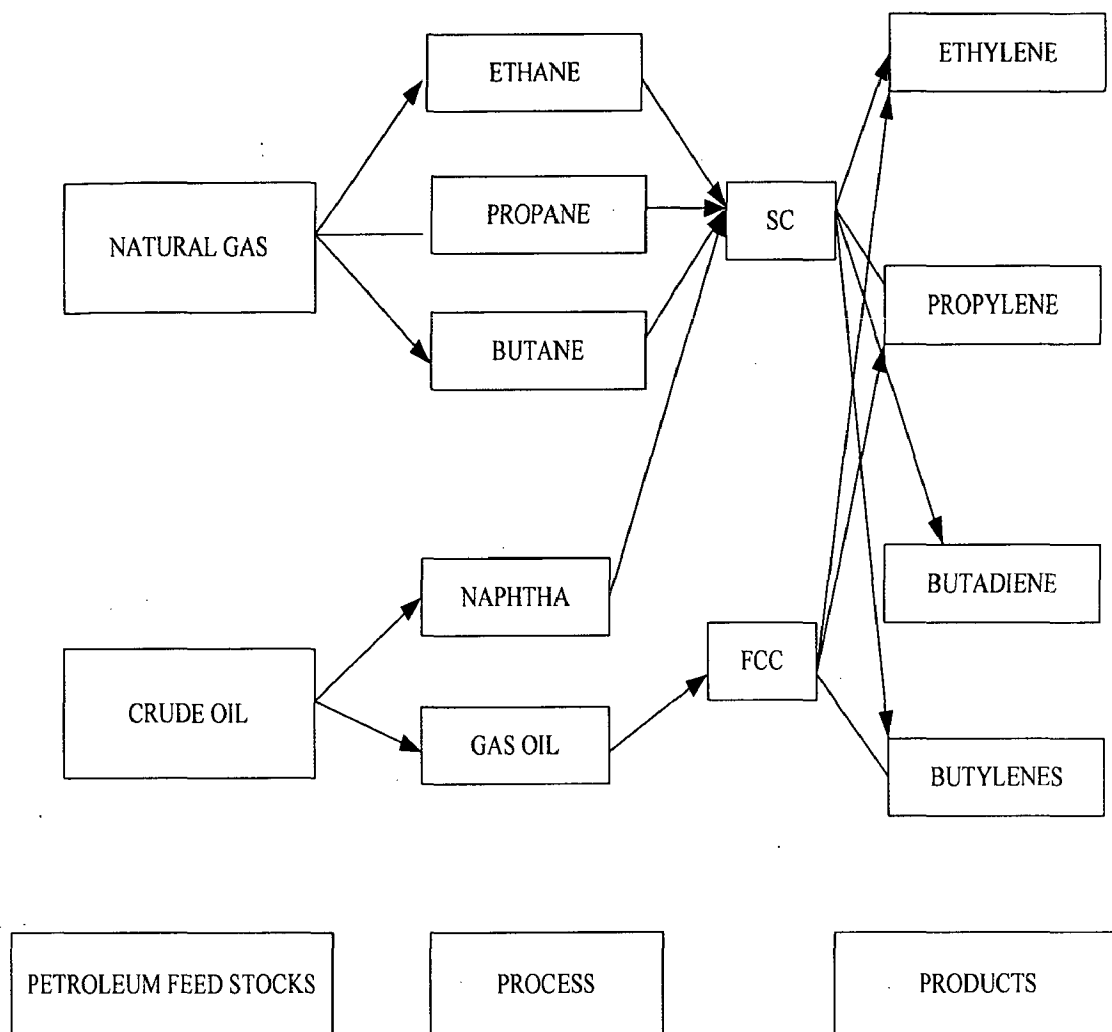 ETHYLENE
ETHANE
PROPANE
SC
NATURAL GAS
PROPYLENE
BUTANE
NAPHTHA
BUTADIENE
FCC
CRUDE OIL
GAS OIL
BUTYLENES
PETROLEUM FEED STOCKS
PROCESS
PRODUCTS